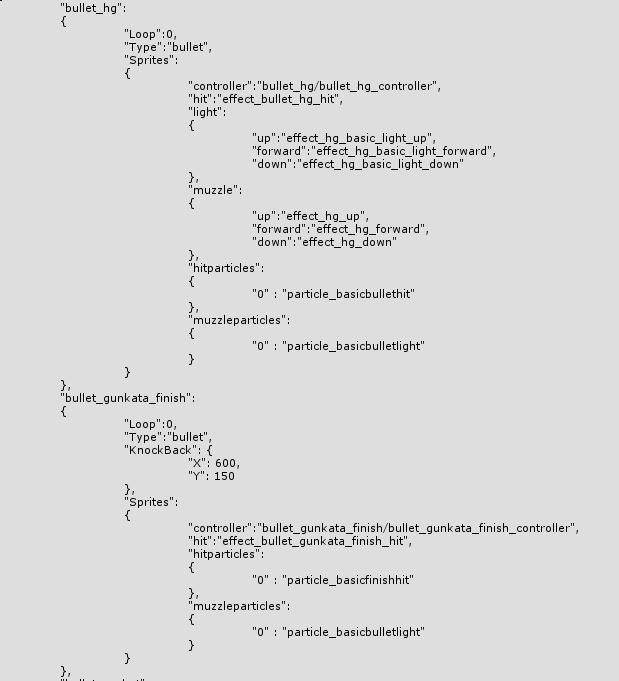 "bullet_hg":
{
"Loop":0,
"Type":"bullet",
"Sprites":
{
"controller":"bullet_hg/bullet_hg_controller",
"hit":"effect_bullet_hg_hit",
"light":
{
"up":"effect_hg_basic_light_up",
"forward":"effect_hg_basic_light_forward",
"down":"effect_hg_basic_light_down"
},
"muzzle":
{
"up":"effect_hg_up",
"forward":"effect_hg_forward",
"down":"effect_hg_down"
},
"hitparticles":
{
"0" : "particle_basicbullethit"
},
"muzzleparticles":
{
"0" : "particle_basicbulletlight"
}
}
},
"bullet_gunkata_finish":
{
"Loop":0,
"Type":"bullet",
"KnockBack": {
"X": 600,
"Y": 150
},
"Sprites":
{
"controller":"bullet_gunkata_finish/bullet_gunkata_finish_controller",
"hit":"effect_bullet_gunkata_finish_hit",
"hitparticles":
{
"0" : "particle_basicfinishhit"
},
"muzzleparticles":
{
"0" : "particle_basicbulletlight"
}
}
},